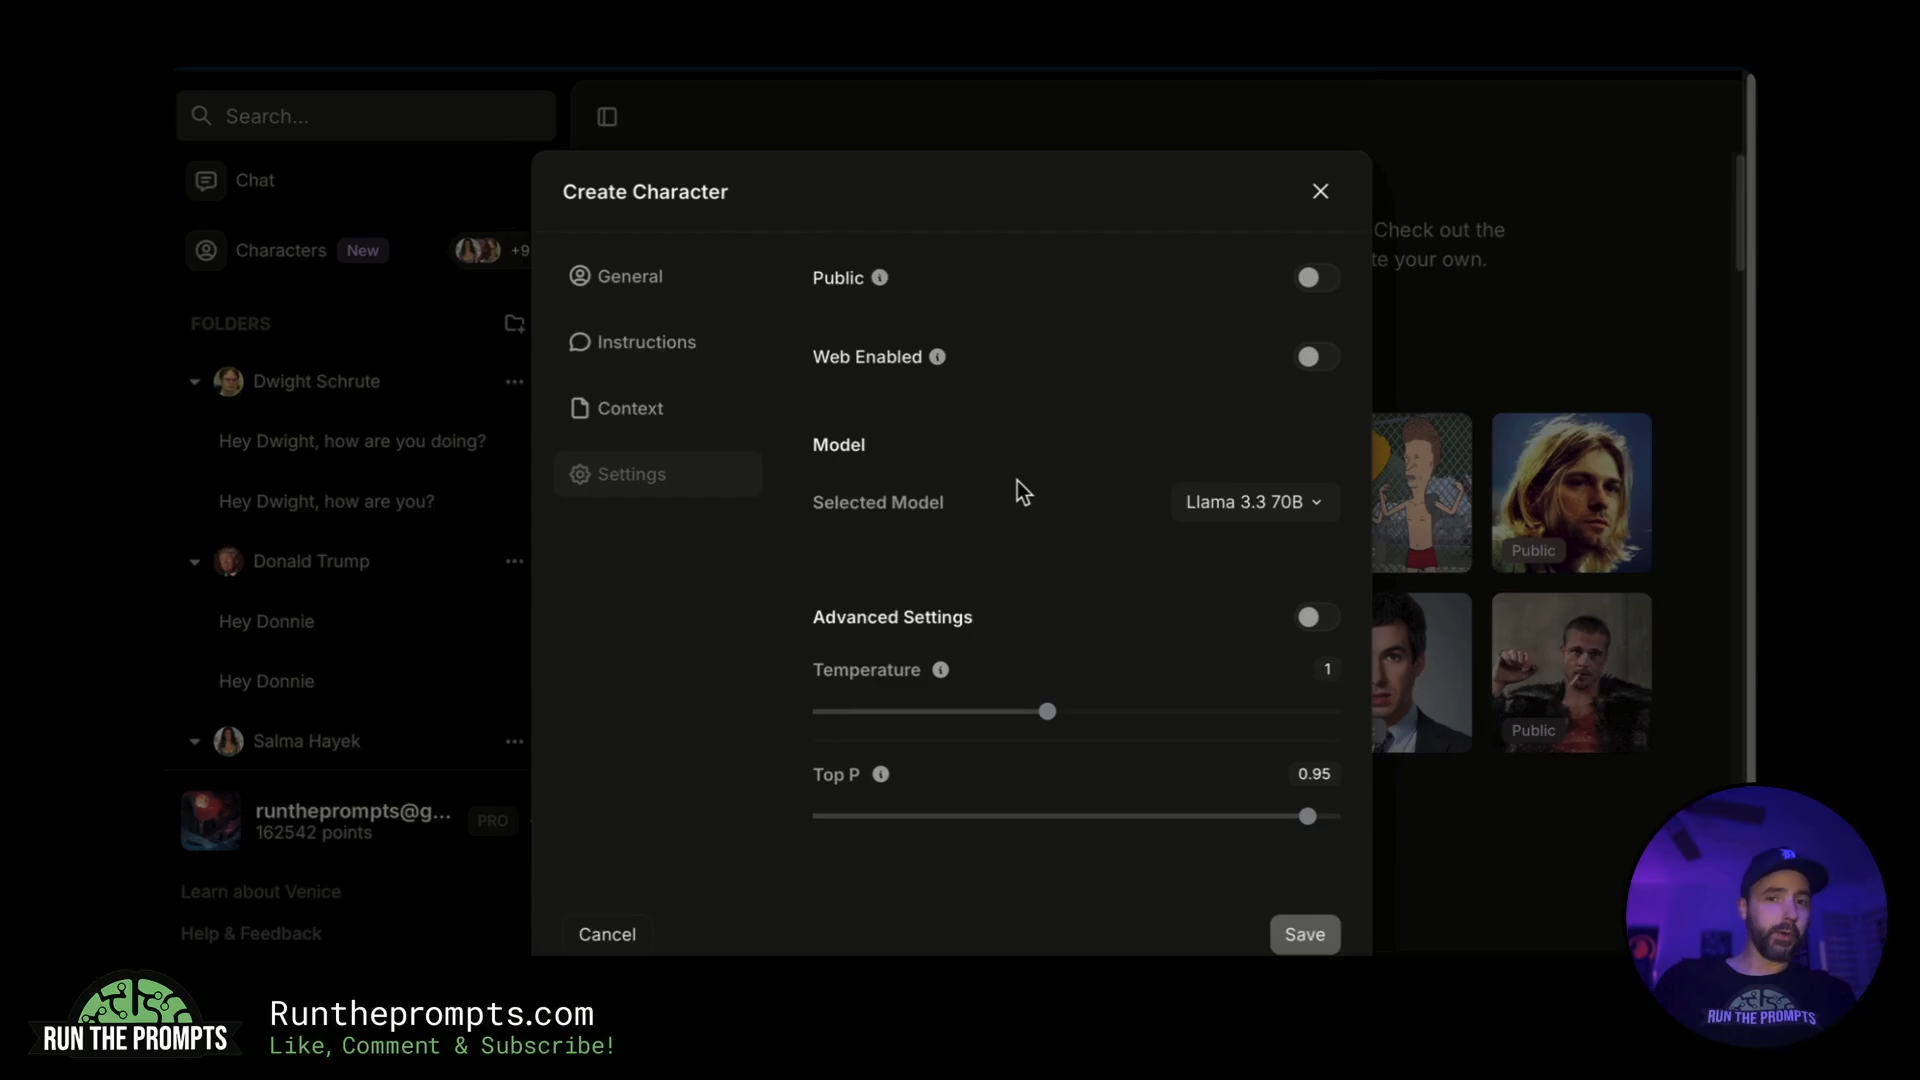 Search...
Chat
Characters New +9
FOLDERS
Dwight Schrute
Hey Dwight, how are you doing?
Hey Dwight, how are you?
Donald Trump
Hey Donnie
Hey Donnie
Salma Hayek
runtheprompts@g...
162542 points
PRO
Learn about Venice
Help & Feedback
Create Character
General
Instructions
Context
Settings
Public
Web Enabled
Model
Selected Model
Llama 3.3 70B
Advanced Settings
Temperature
1
Top P
0.95
Cancel
Save
Check out the
te your own.
Public
Public
RUN THE PROMPTS
Runtheprompts.com
Like, Comment & Subscribe!
RUN THE PROMPTS